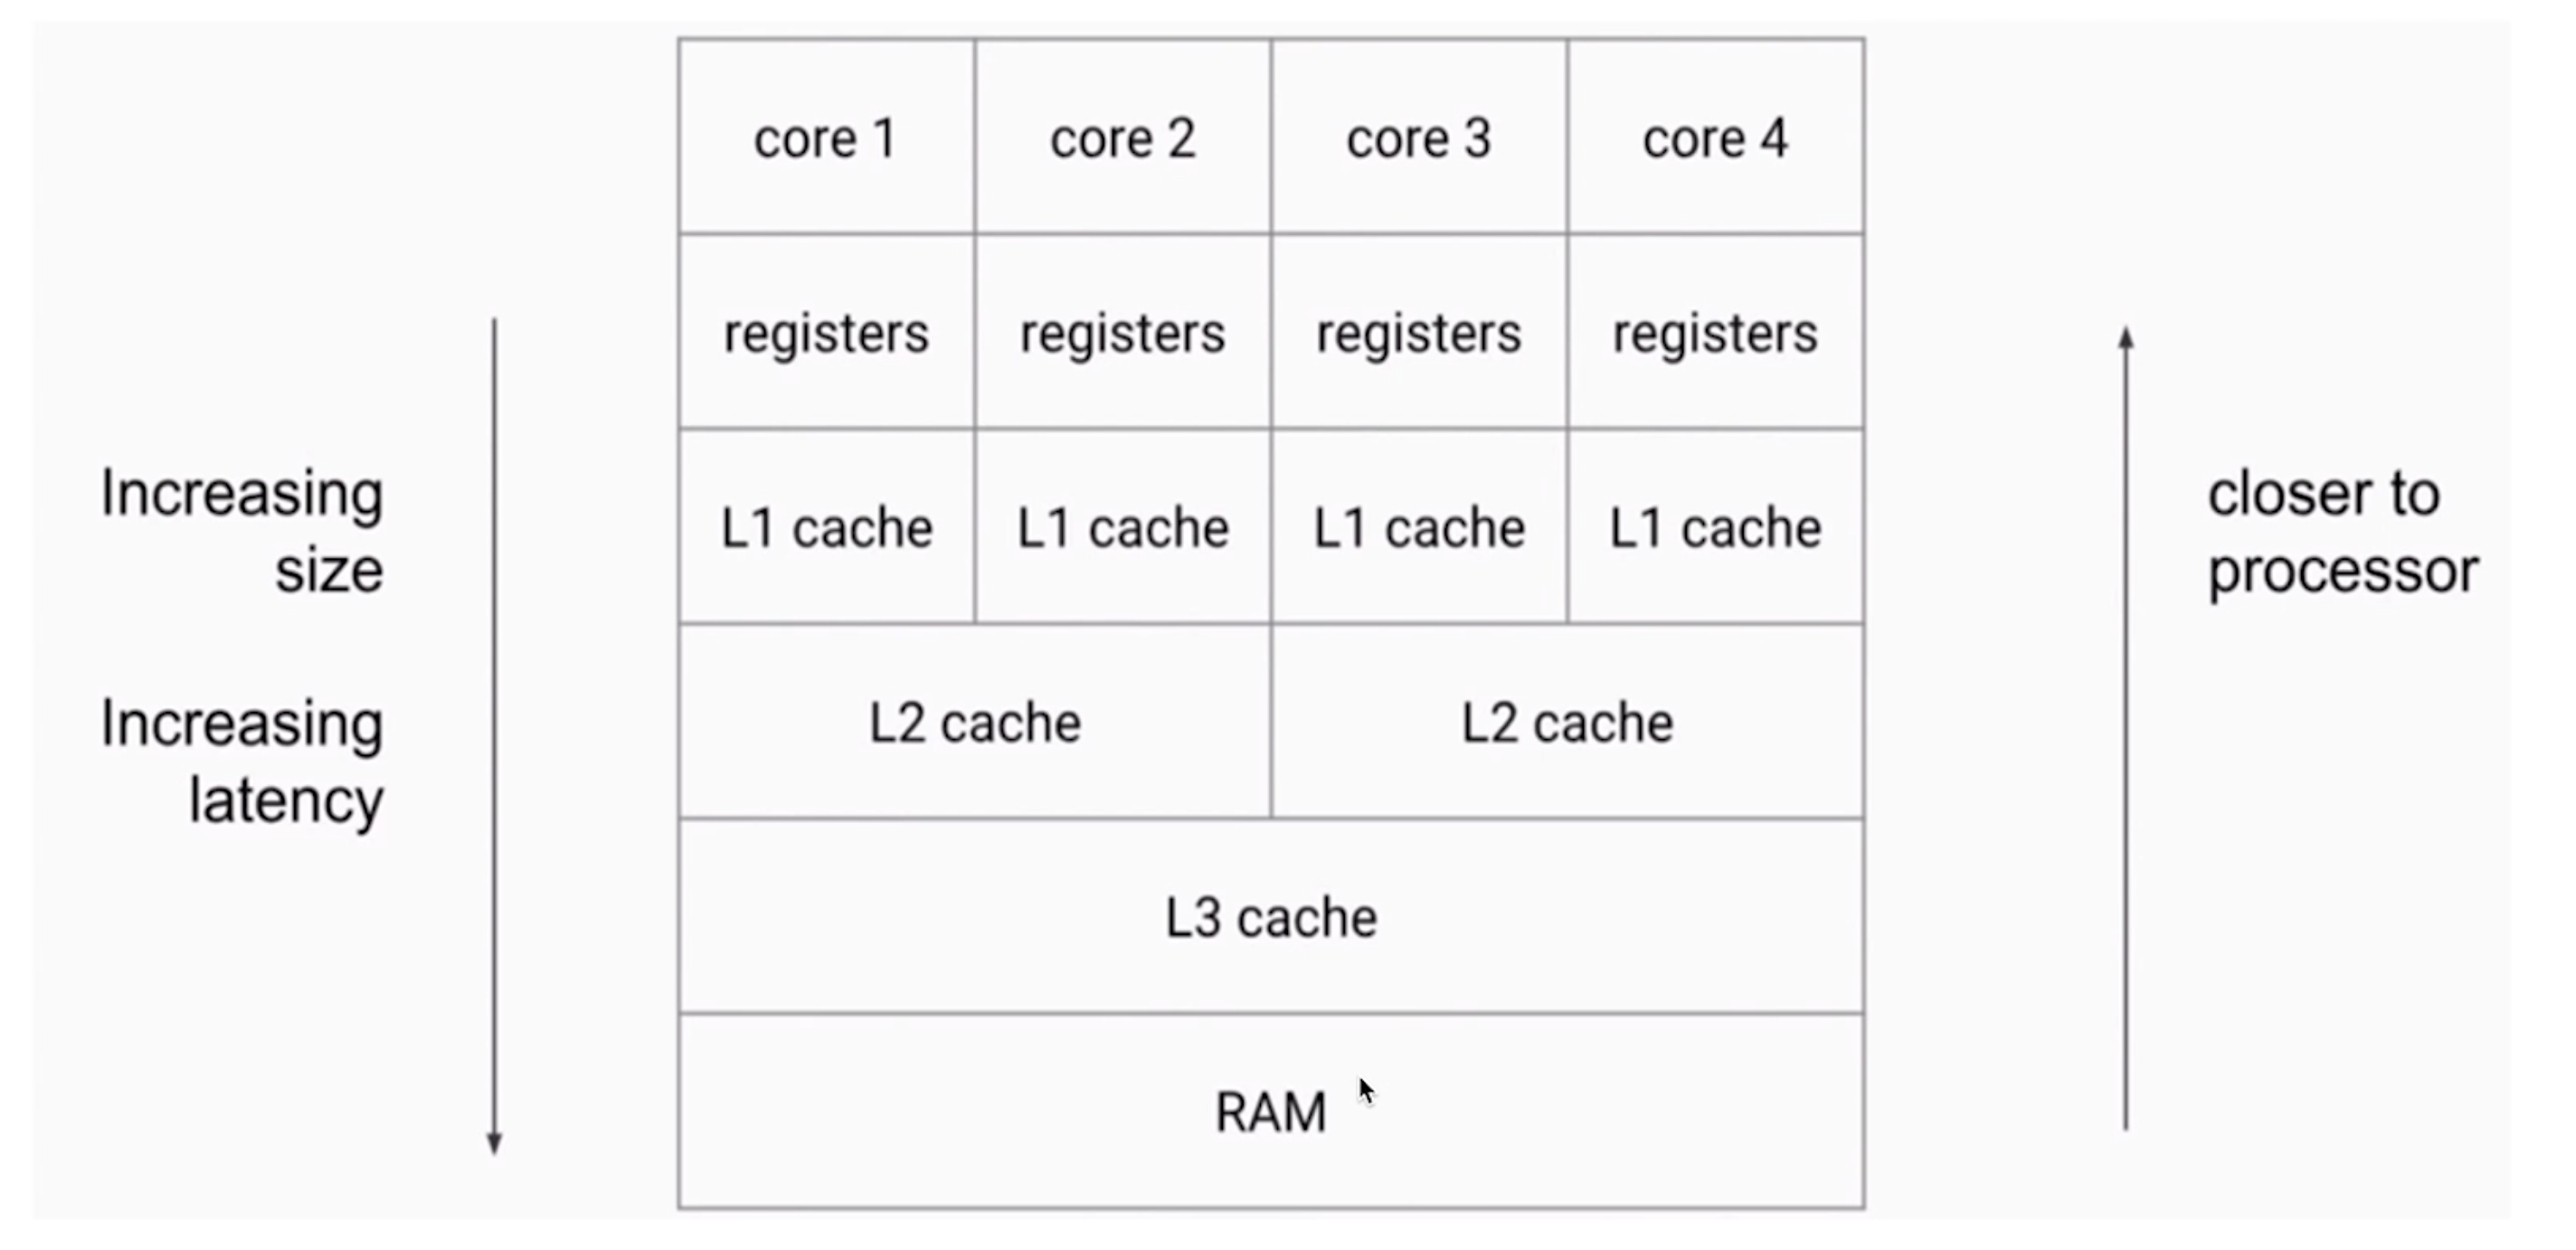 core 1 core 2 core 3 core 4
registers registers registers registers
Increasing
size
L1 cache L1 cache L1 cache L1 cache
closer to
processor
Increasing
latency
L2 cache L2 cache
L3 cache
RAM